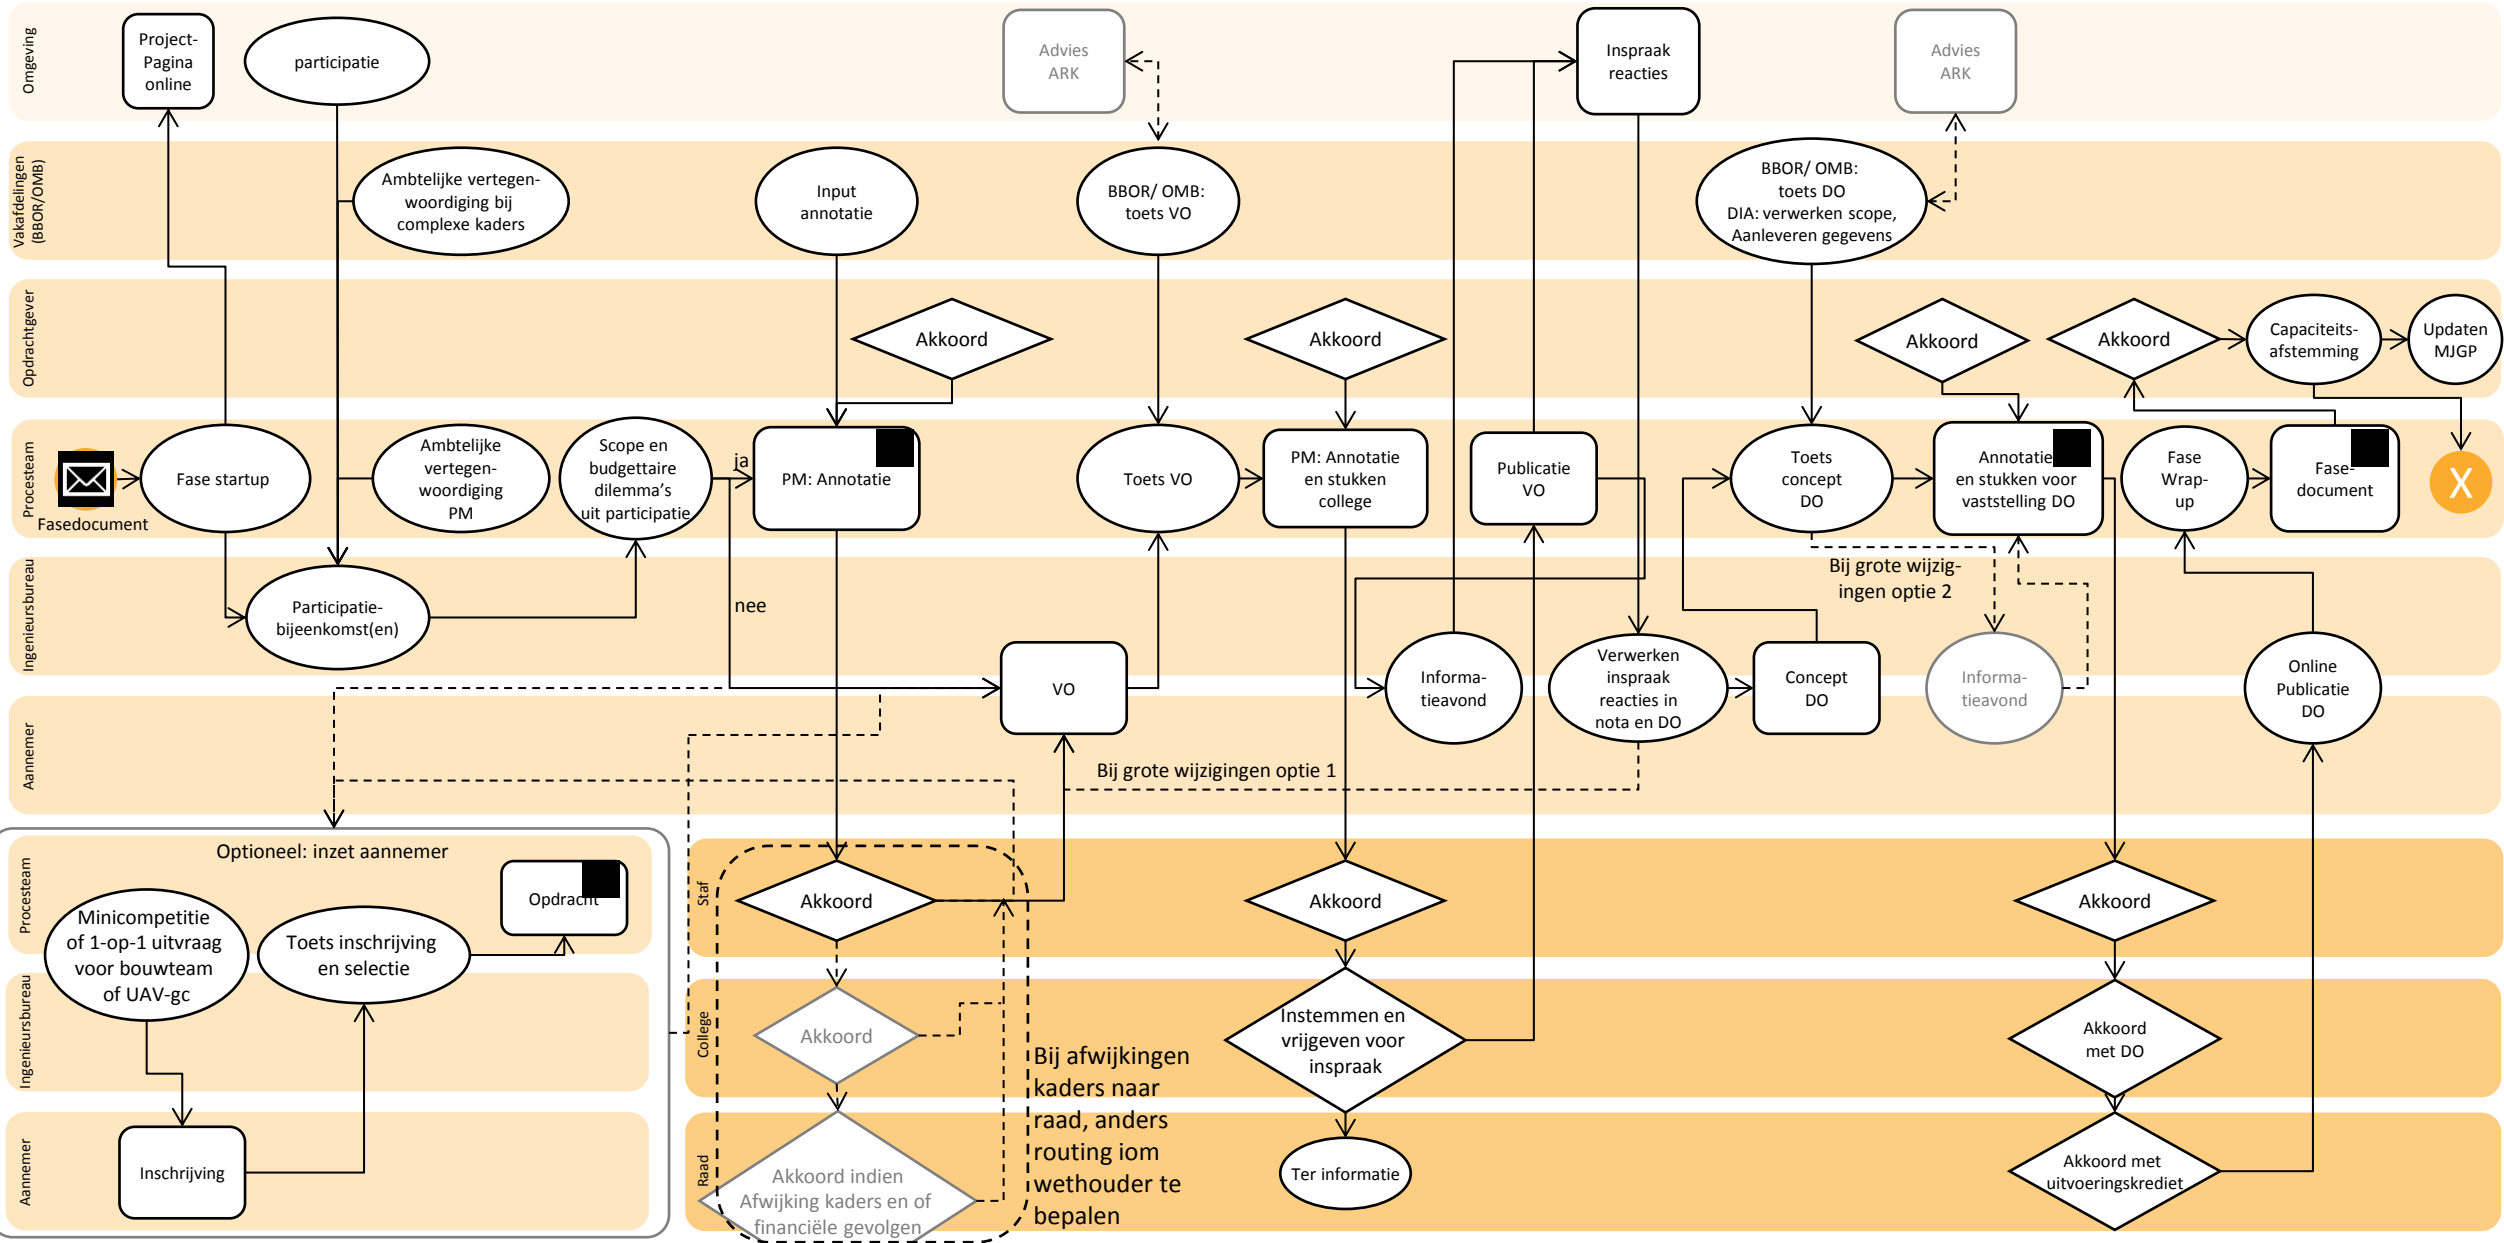 Omgeving
Project-
Pagina
online
participatie
Advies
ARK
Inspraak
reacties
Advies
ARK
Vakafdelingen
(BBOR/OMB)
Ambtelijke vertegen-
woordiging bij
complexe kaders
Input
annotatie
BBOR/ OMB:
toets VO
BBOR/ OMB:
toets DO
DIA: verwerken scope,
Aanleveren gegevens
Opdrachtgever
Akkoord
Akkoord
Akkoord
Akkoord
Capaciteits-
afstemming
Updaten
MJGP
Procesteam
Fasedocument
Fase startup
Ambtelijke
vertegen-
woordiging
PM
Scope en
budgettaire
dilemma's
uit participatie
ja
PM: Annotatie
Toets VO
PM: Annotatie
en stukken
college
Publicatie
VO
Toets
concept
DO
Annotatie
en stukken voor
vaststelling DO
Fase
Wrap-
up
Fase-
document
X
Ingenieursbureau
Participatie-
bijeenkomst(en)
nee
VO
Informa-
tieavond
Verwerken
inspraak
reacties in
nota en DO
Concept
DO
Bij grote wijzig-
ingen optie 2
Informa-
tieavond
Online
Publicatie
DO
Aannemer
Bij grote wijzigingen optie 1
Optioneel: inzet aannemer
Procesteam
Minicompetitie
of 1-op-1 uitvraag
voor bouwteam
of UAV-gc
Toets inschrijving
en selectie
Opdracht
Ingenieursbureau
Aannemer
Inschrijving
Staf
Akkoord
Akkoord
Akkoord
College
Akkoord
Instemmen en
vrijgeven voor
inspraak
Akkoord
met DO
Bij afwijkingen
kaders naar
raad, anders
routing iom
wethouder te
bepalen
Raad
Akkoord indien
Afwijking kaders en of
financiële gevolgen
Ter informatie
Akkoord met
uitvoeringskrediet